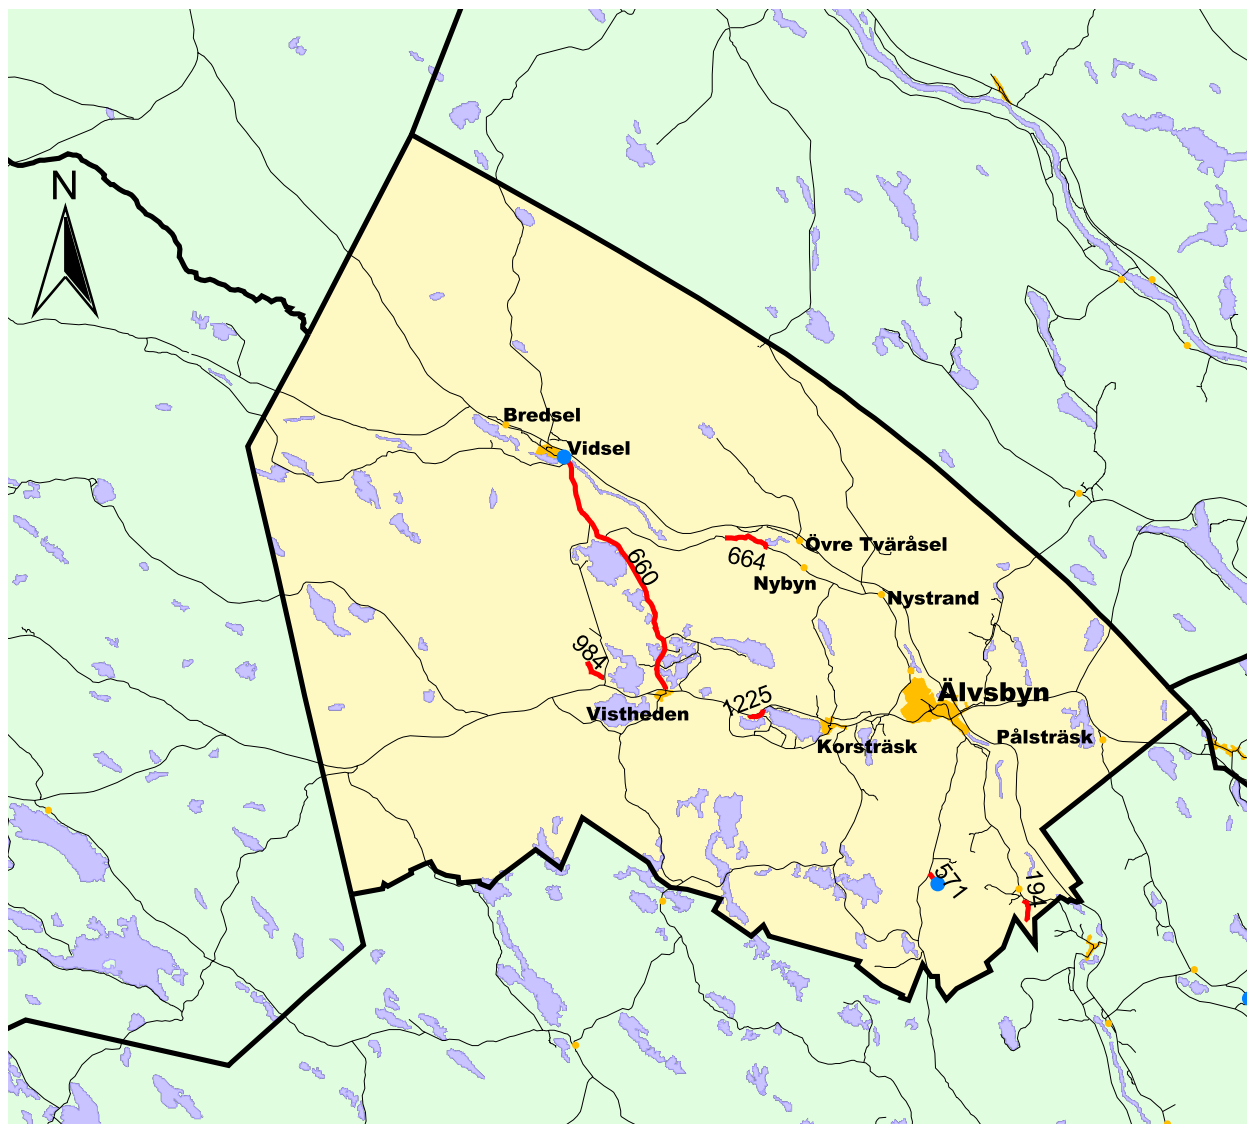 N
Bredsel
Vidsel
Övre Tväråsel
664
660
Nybyn
Nystrand
984
Älvsbyn
1225
Vistheden
Pålsträsk
Korsträsk
571
194